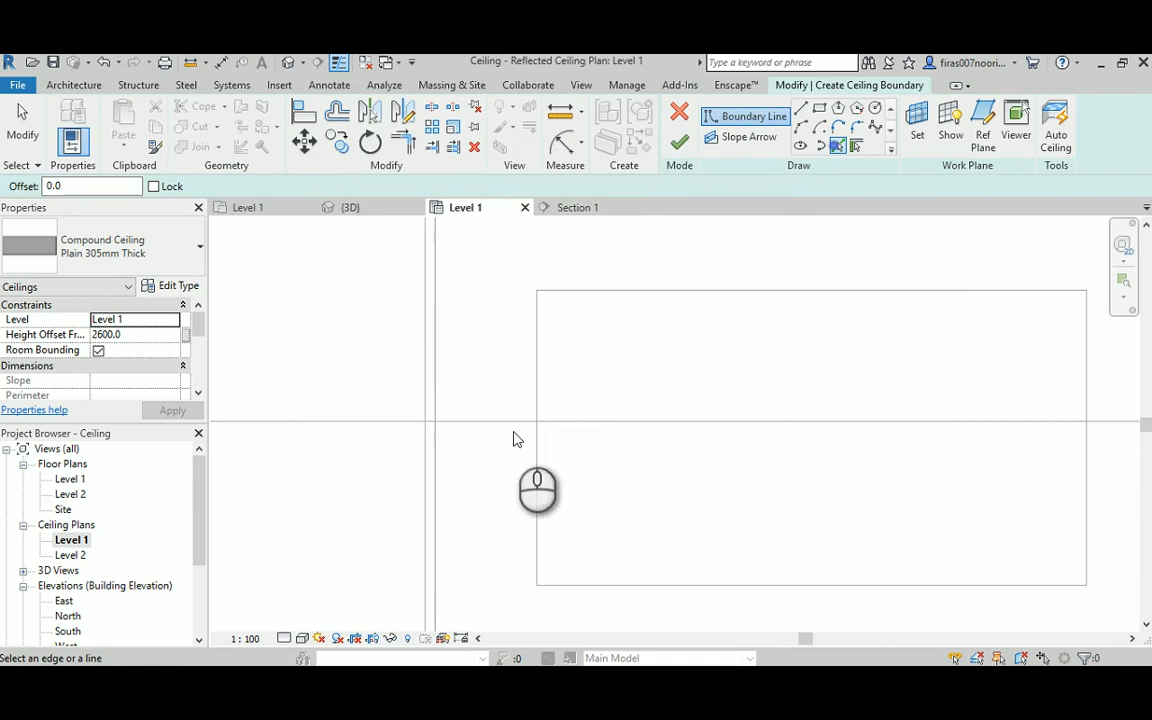 Ceiling - Reflected Ceiling Plan: Level 1
Type a keyword or phrase
firas007noori...
File
Architecture
Structure
Steel
Systems
Insert
Annotate
Analyze
Massing & Site
Collaborate
View
Manage
Add-Ins
Enscape™
Modify | Create Ceiling Boundary
Modify
Paste
Cope
Cut
Join
Boundary Line
Slope Arrow
Set
Show
Ref
Plane
Viewer
Auto
Ceiling
Select
Properties
Clipboard
Geometry
Modify
View
Measure
Create
Mode
Draw
Work Plane
Tools
Offset: 0.0
Lock
Properties
Level 1
{3D}
Level 1
Section 1
Compound Ceiling
Plain 305mm Thick
Ceilings
Edit Type
Constraints
Level
Level 1
Height Offset Fr...
2600.0
Room Bounding
Dimensions
Slope
Perimeter
Properties help
Apply
Project Browser - Ceiling
Views (all)
Floor Plans
Level 1
Level 2
Site
Ceiling Plans
Level 1
Level 2
3D Views
Elevations (Building Elevation)
East
North
South
1 : 100
Select an edge or a line
:0
Main Model
:0